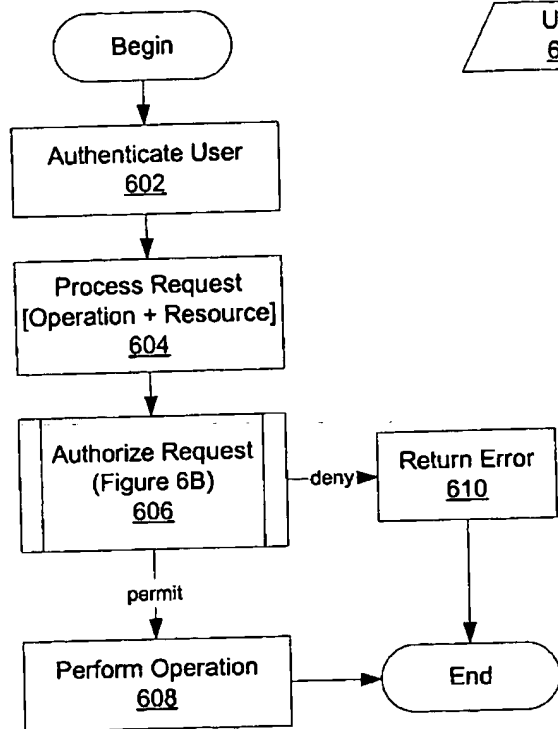 Begin
Authenticate User
602
Process Request
[Operation + Resource]
604
Authorize Request
(Figure 6B)
606
deny
Return Error
610
permit
Perform Operation
608
End